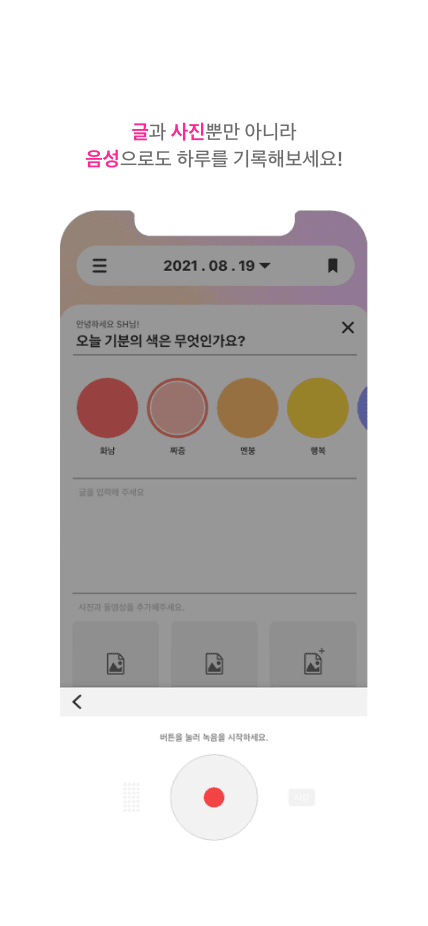 글과 사진뿐만 아니라
음성으로도 하루를 기록해보세요!
2021 . 08 . 19
안녕하세요 SH님!
오늘 기분의 색은 무엇인가요?
화남 짜증 멘붕 행복
글을 입력해 주세요
사진과 동영상을 추가해주세요.
버튼을 눌러 녹음을 시작하세요.